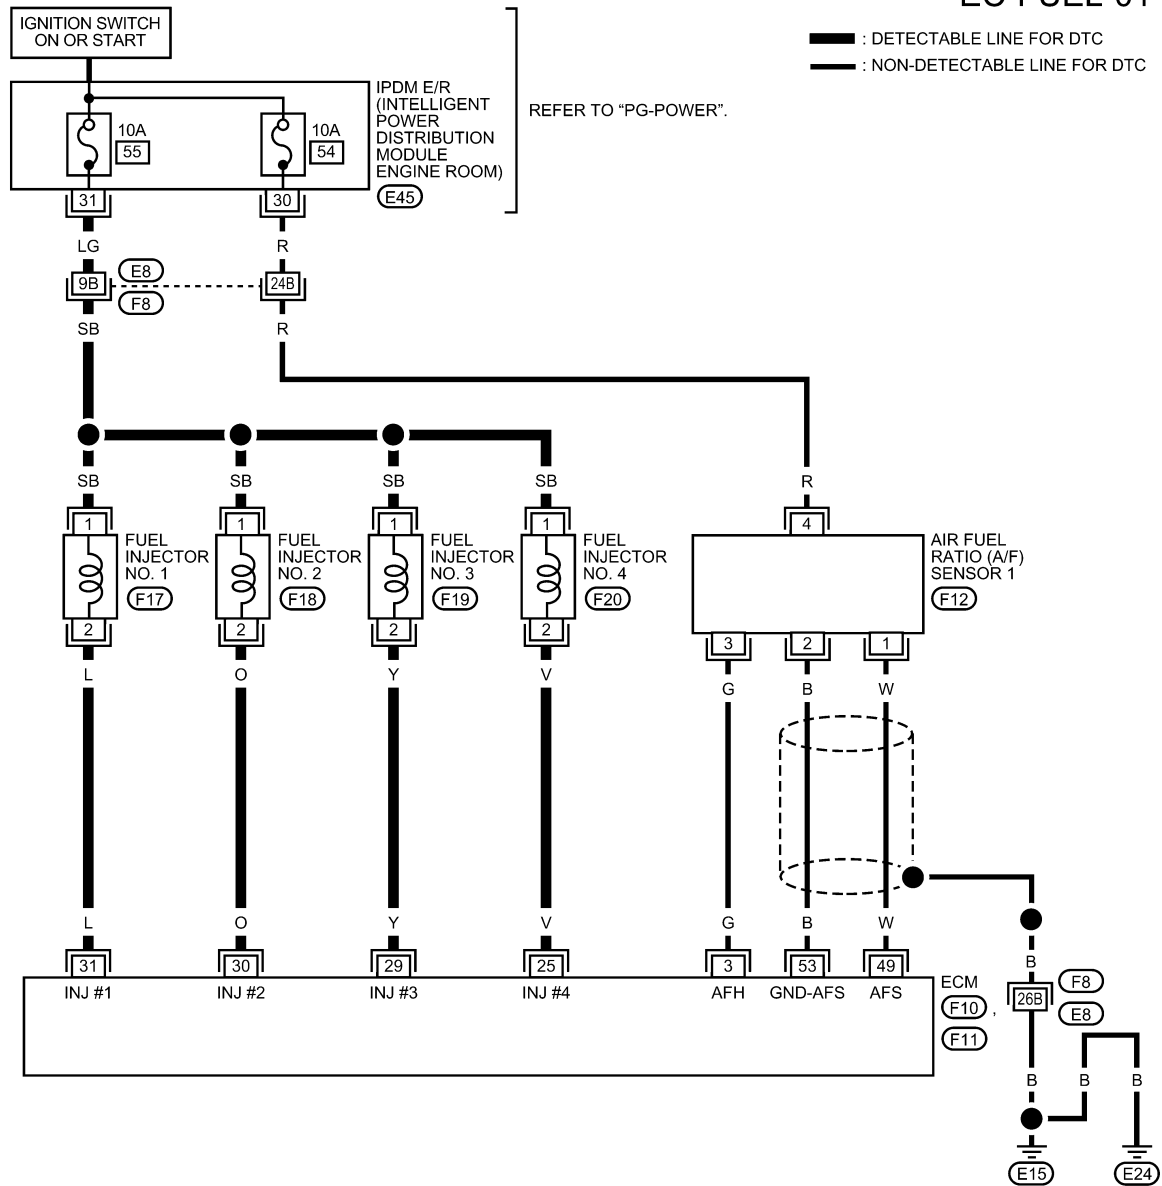 IGNITION SWITCH
ON OR START
: DETECTABLE LINE FOR DTC
: NON-DETECTABLE LINE FOR DTC
IPDM E/R
(INTELLIGENT
POWER
DISTRIBUTION
MODULE
ENGINE ROOM)
E45
REFER TO “PG-POWER”.
10A
55
10A
54
31
30
LG
R
9B
E8
F8
24B
SB
R
SB
SB
SB
SB
R
1
1
1
1
4
FUEL
INJECTOR
NO. 1
F17
FUEL
INJECTOR
NO. 2
F18
FUEL
INJECTOR
NO. 3
F19
FUEL
INJECTOR
NO. 4
F20
AIR FUEL
RATIO (A/F)
SENSOR 1
F12
2
2
2
2
3
2
1
L
O
Y
V
G
B
W
L
O
Y
V
G
B
W
31
30
29
25
3
53
49
INJ #1
INJ #2
INJ #3
INJ #4
AFH
GND-AFS
AFS
ECM
F10 ,
F11
B
26B
F8
E8
B
B
B
E15
E24